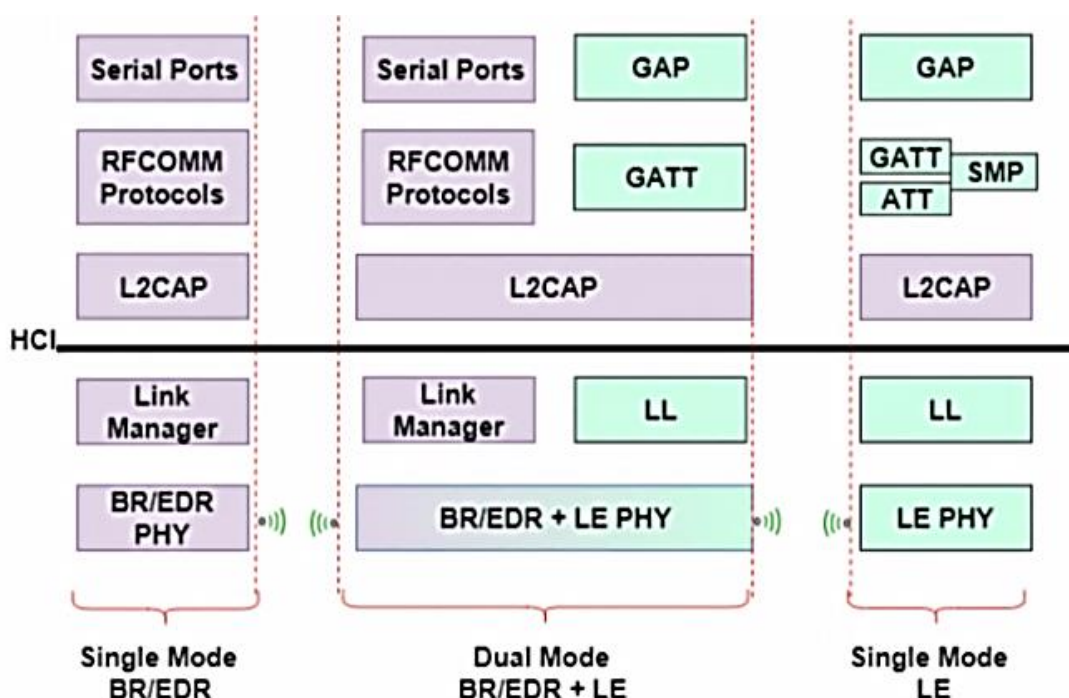 Serial Ports
Serial Ports
GAP
GAP
RFCOMM
Protocols
RFCOMM
Protocols
GATT
GATT
SMP
ATT
L2CAP
L2CAP
L2CAP
HCI
Link
Manager
Link
Manager
LL
LL
BR/EDR
PHY
BR/EDR + LE PHY
LE PHY
Single Mode
BR/EDR
Dual Mode
BR/EDR + LE
Single Mode
LE